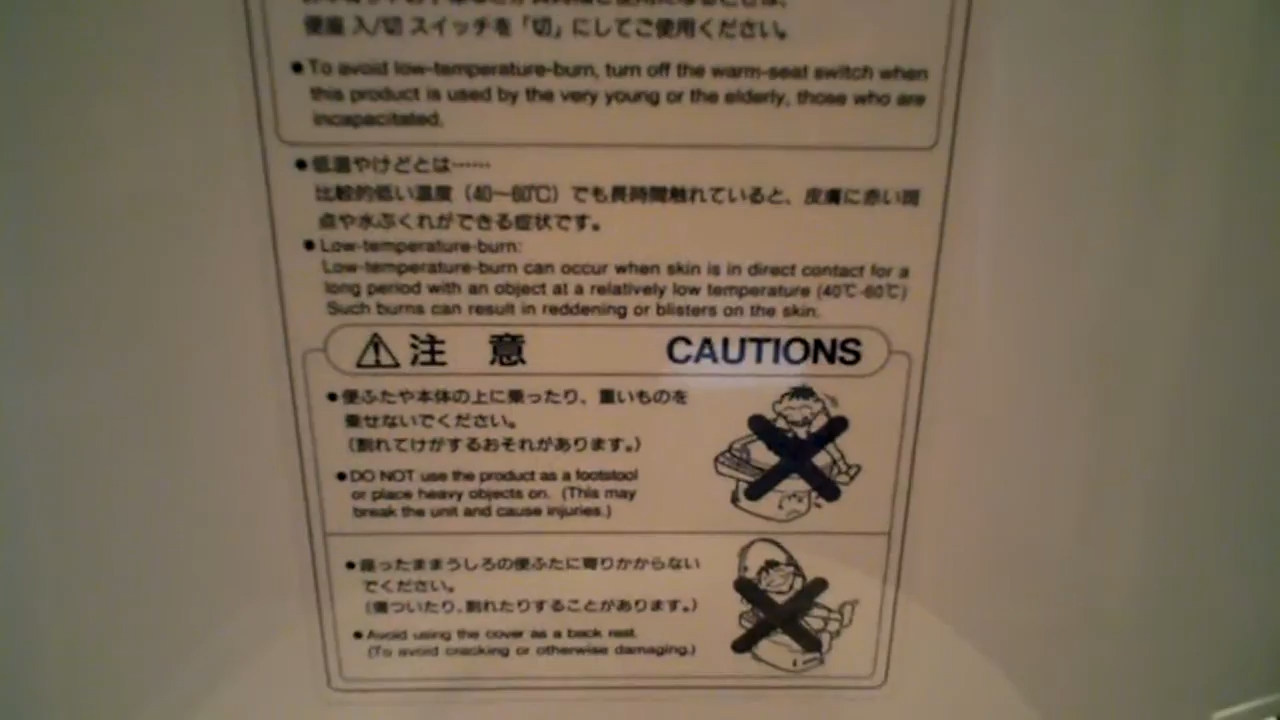 便座 入/切 スイッチを「切」にしてご使用ください。
●To avoid low-temperature-burn, turn off the warm-seat switch when
this product is used by the very young or the elderly, those who are
incapacitated.
●低温やけどとは……
比較的低い温度(40～60℃)でも長時間触れていると、皮膚に赤い斑
点や水ぶくれができる症状です。
●Low-temperature-burn:
Low-temperature-burn can occur when skin is in direct contact for a
long period with an object at a relatively low temperature (40℃-60℃)
Such burns can result in reddening or blisters on the skin.
⚠注 意 CAUTIONS
●便ふたや本体の上に乗ったり、重いものを
乗せないでください。
(割れてけがするおそれがあります。)
●DO NOT use the product as a footstool
or place heavy objects on. (This may
break the unit and cause injuries.)
●座ったままうしろの便ふたに寄りかからない
でください。
(傷ついたり、割れたりすることがあります。)
●Avoid using the cover as a back rest.
(To avoid cracking or otherwise damaging.)